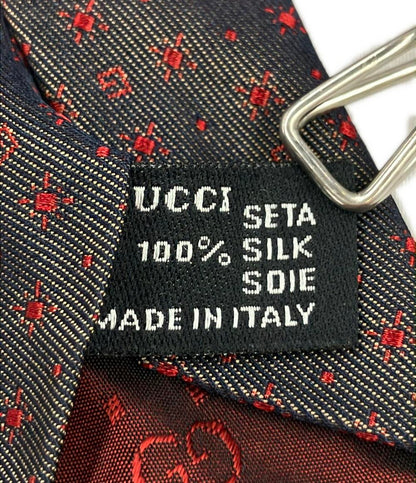 UCCI SETA
100% SILK
SOIE
MADE IN ITALY